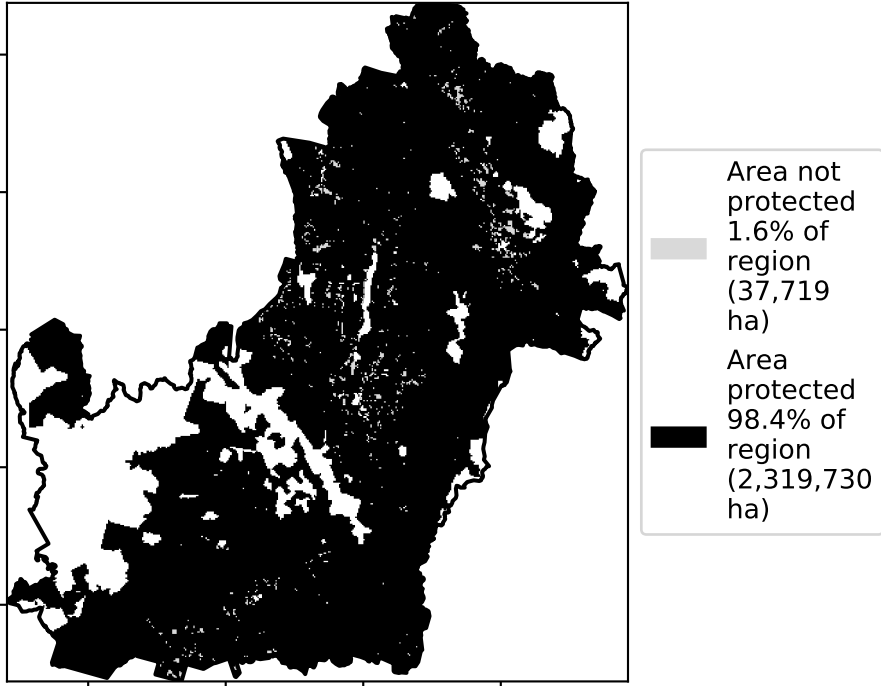 Area not
protected
1.6% of
region
(37,719
ha)
Area
protected
98.4% of
region
(2,319,730
ha)